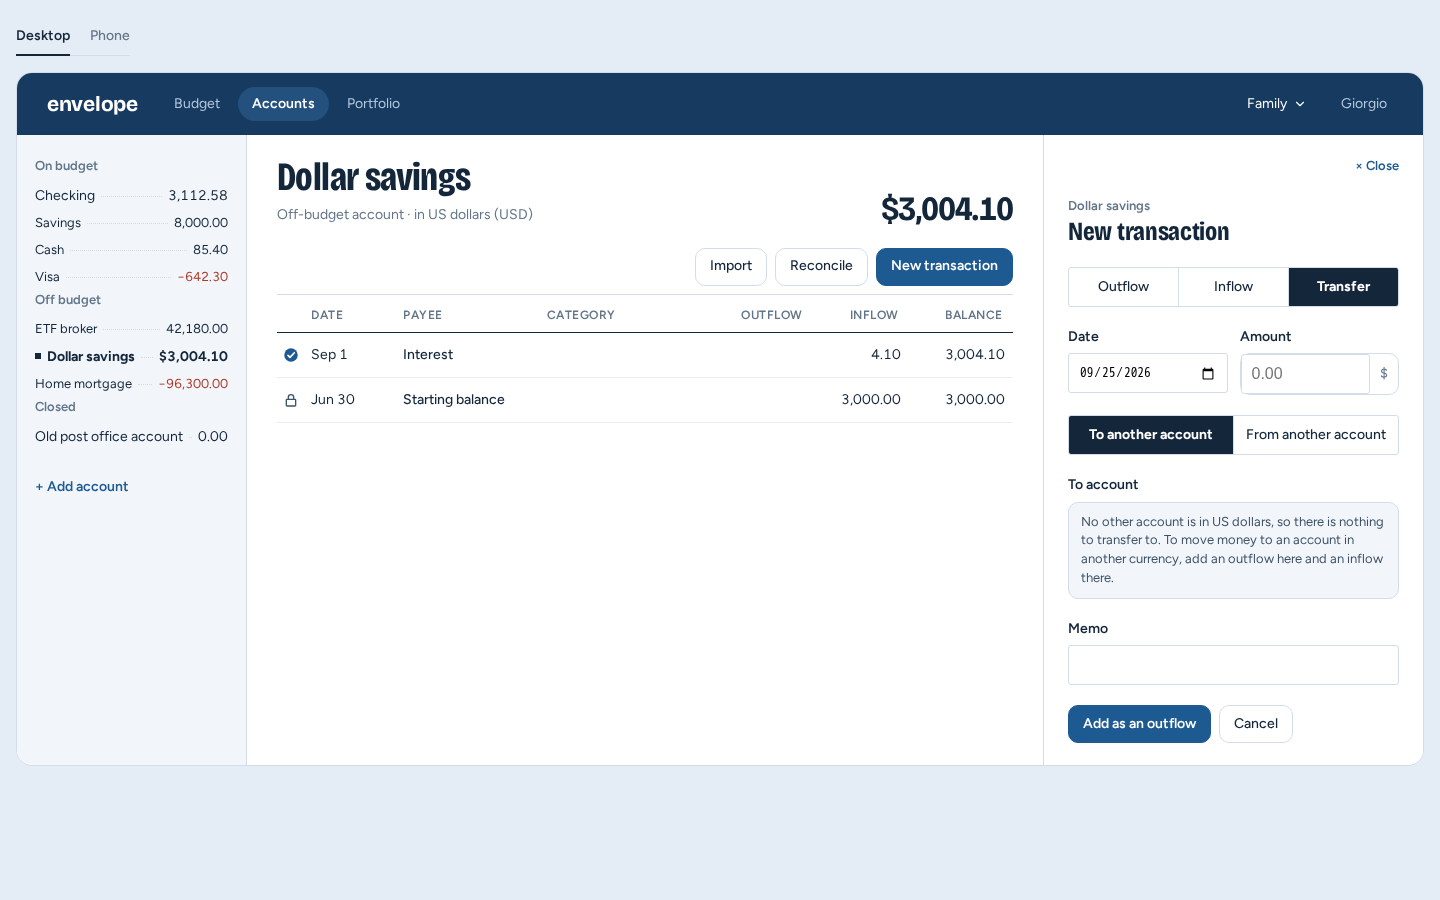 Desktop Phone
envelope Budget Accounts Portfolio Family Giorgio
On budget
Checking 3,112.58
Savings 8,000.00
Cash 85.40
Visa −642.30
Off budget
ETF broker 42,180.00
Dollar savings $3,004.10
Home mortgage −96,300.00
Closed
Old post office account 0.00
+ Add account
Dollar savings
Off-budget account · in US dollars (USD)
$3,004.10
Import Reconcile New transaction
DATE PAYEE CATEGORY OUTFLOW INFLOW BALANCE
Sep 1 Interest 4.10 3,004.10
Jun 30 Starting balance 3,000.00 3,000.00
× Close
Dollar savings
New transaction
Outflow Inflow Transfer
Date Amount
09/25/2026 0.00 $
To another account From another account
To account
No other account is in US dollars, so there is nothing
to transfer to. To move money to an account in
another currency, add an outflow here and an inflow
there.
Memo
Add as an outflow Cancel